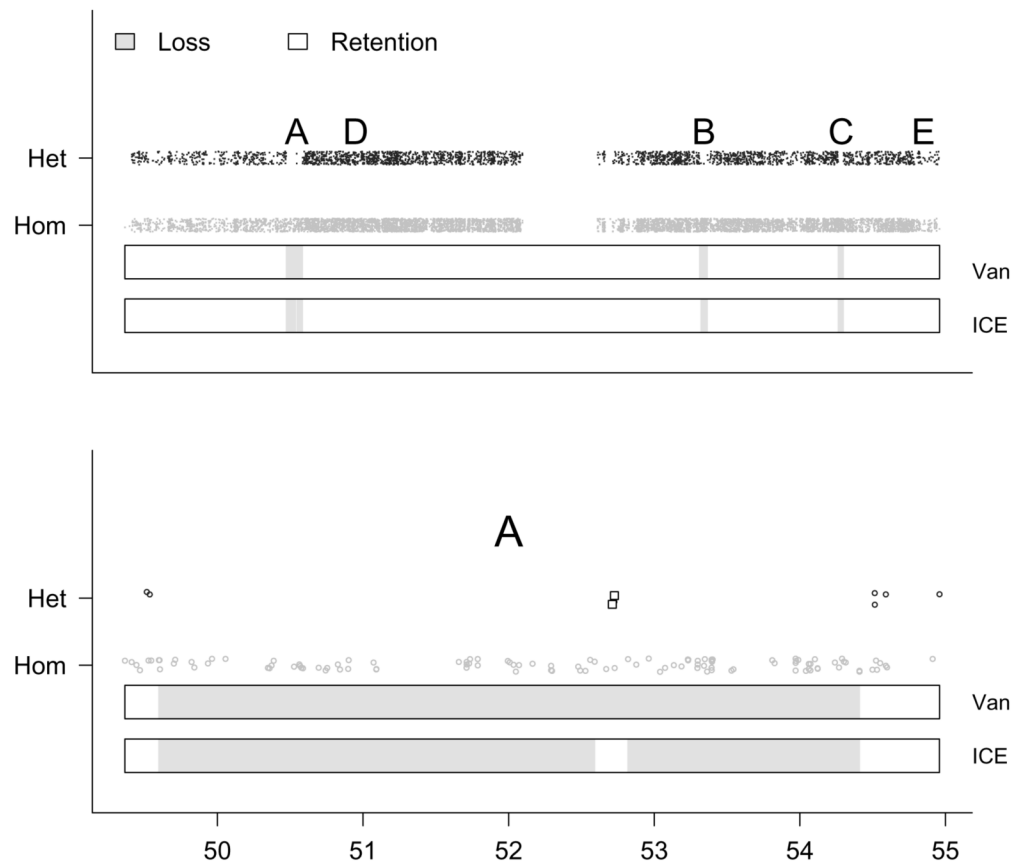 Loss Retention
A D B C E
Het
Hom
Van
ICE
A
Het
Hom
Van
ICE
50 51 52 53 54 55